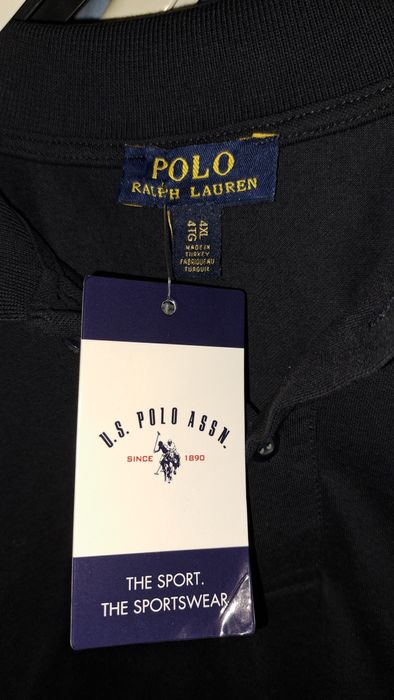 POLO
RALPH LAUREN
4XL
4TG
MADE IN
TURKEY
FABRIQUE AU
TURQUIE
U.S. POLO ASSN.
SINCE 1890
THE SPORT.
THE SPORTSWEAR